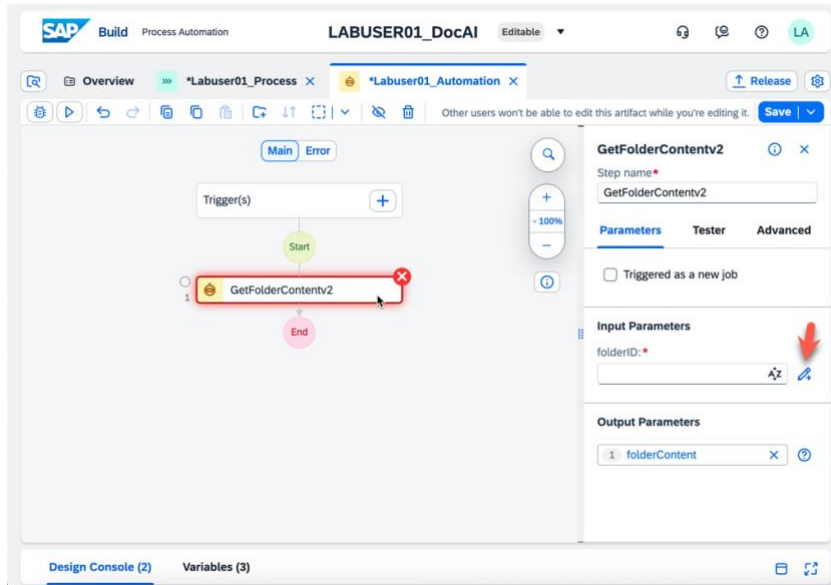 SAP Build Process Automation LABUSER01_DocAI Editable LA
Overview *Labuser01_Process *Labuser01_Automation Release
Other users won't be able to edit this artifact while you're editing it. Save
Main Error
Trigger(s)
Start
1 GetFolderContentv2
End
- 100%
GetFolderContentv2
Step name*
GetFolderContentv2
Parameters Tester Advanced
Triggered as a new job
Input Parameters
folderID:*
AZ
Output Parameters
1 folderContent
Design Console (2) Variables (3)